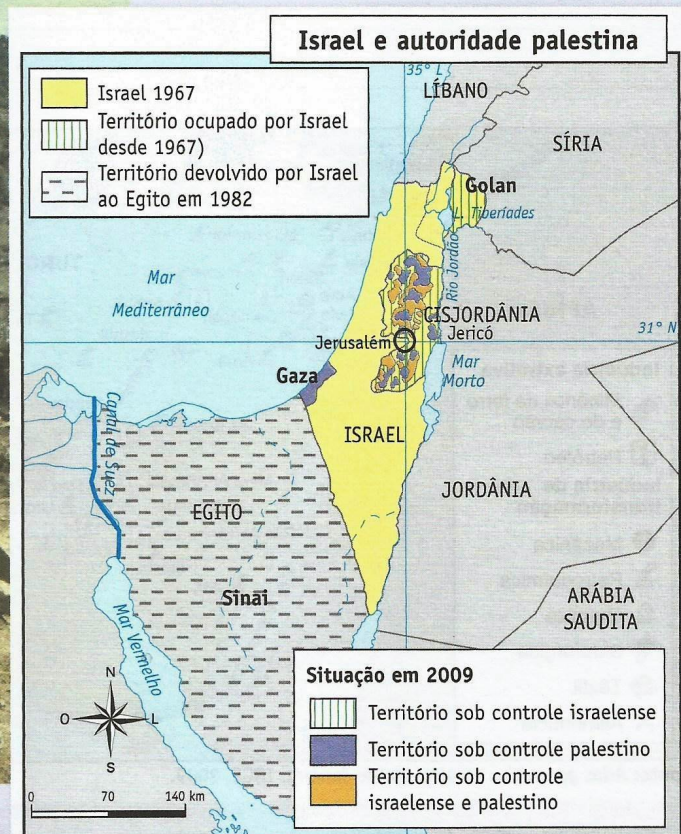 Israel e autoridade palestina
Israel 1967
Território ocupado por Israel
desde 1967)
Território devolvido por Israel
ao Egito em 1982
35° L
LÍBANO
SÍRIA
Golan
L. Tiberíades
Rio Jordão
Mar
Mediterrâneo
CISJORDÂNIA
Jerusalém
Jericó
31° N
Mar
Morto
Gaza
Canal de Suez
ISRAEL
EGITO
JORDÂNIA
Sinai
ARÁBIA
SAUDITA
Mar Vermelho
N
O
L
S
0
70
140 km
Situação em 2009
Território sob controle israelense
Território sob controle palestino
Território sob controle
israelense e palestino